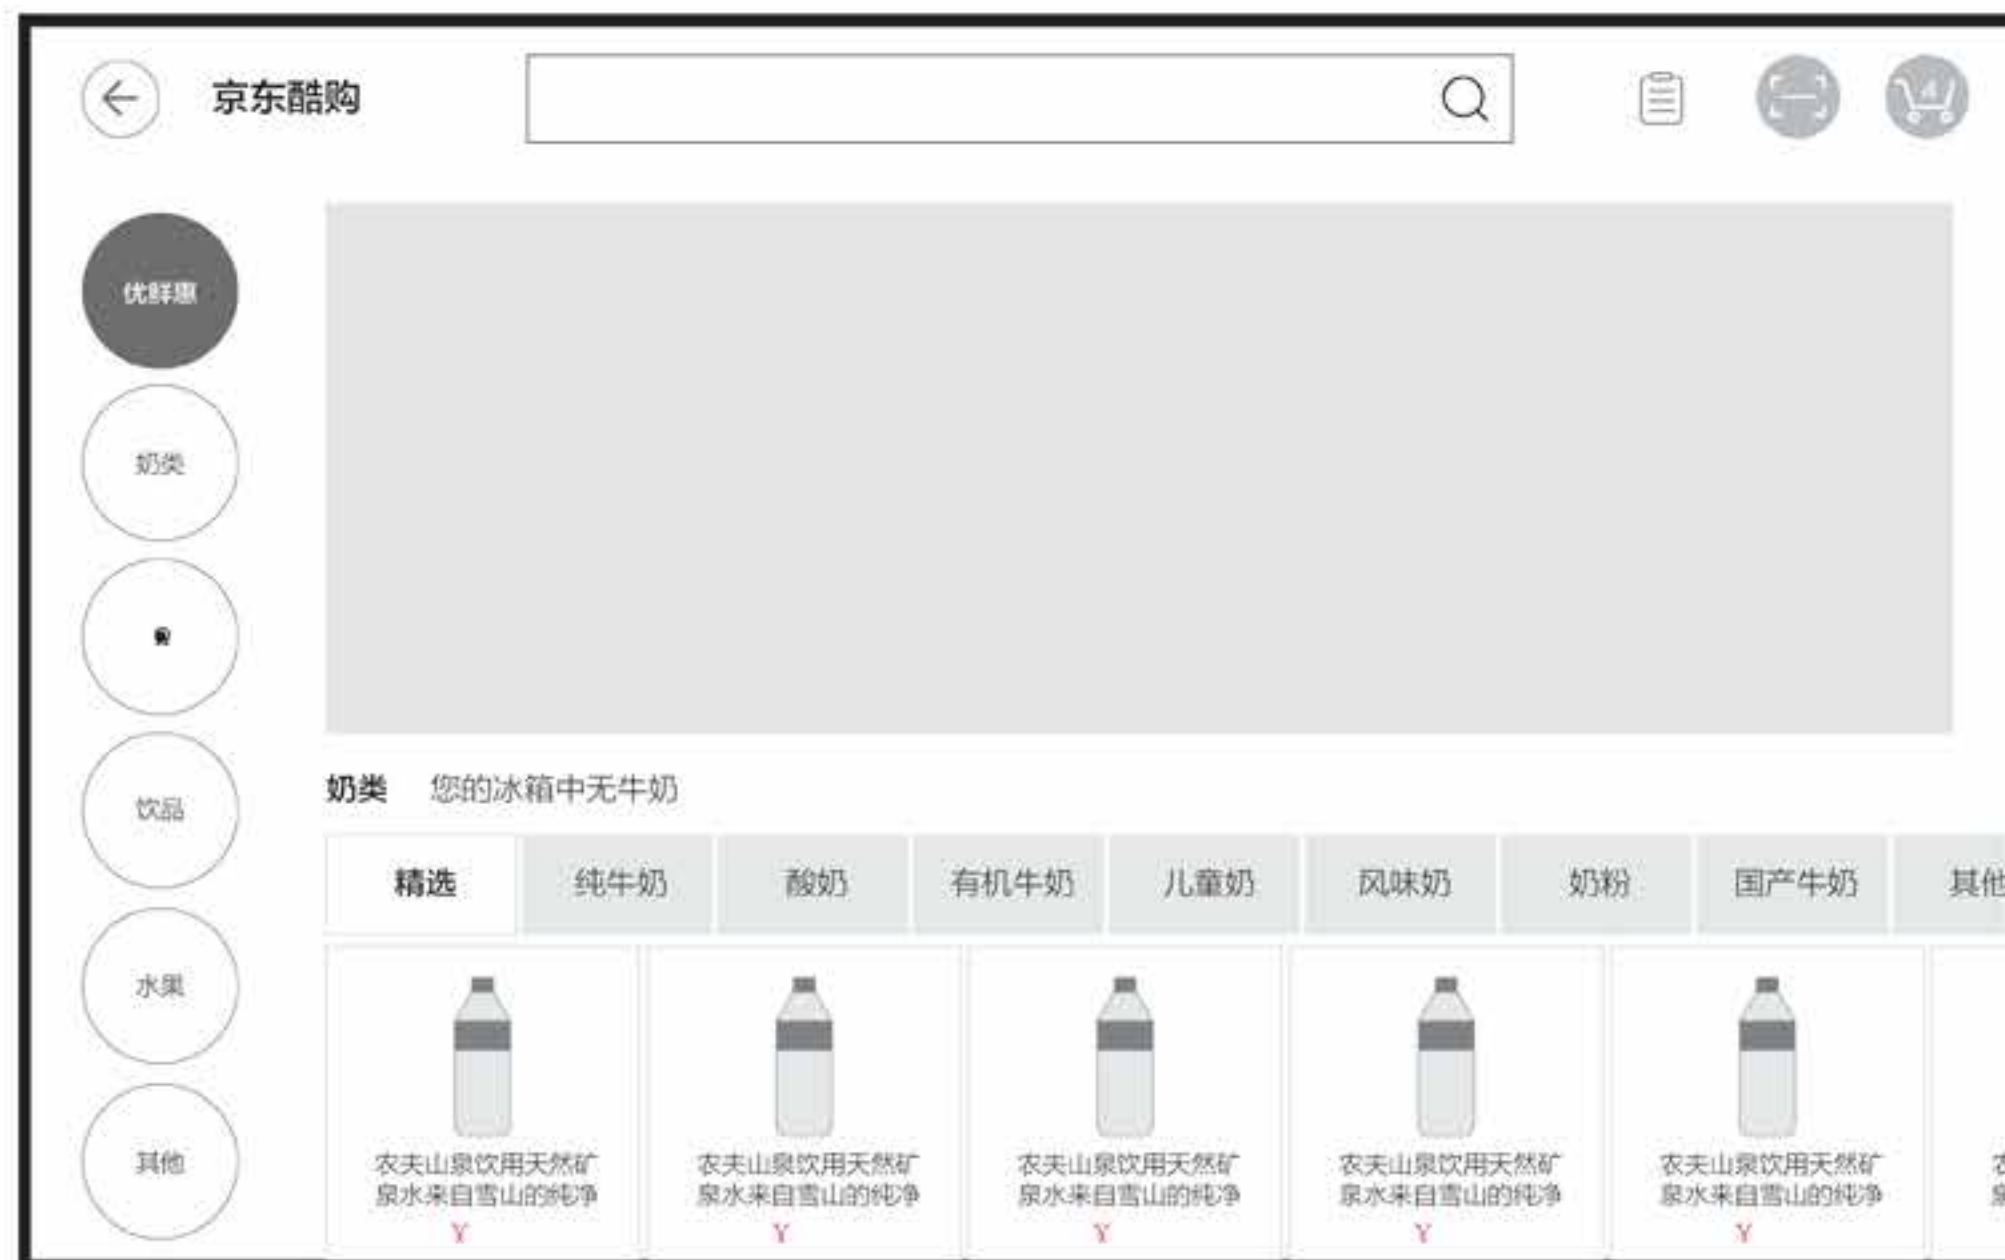 京东酷购
4
优鲜惠
奶类
饮品
水果
其他
奶类 您的冰箱中无牛奶
精选 纯牛奶 酸奶 有机牛奶 儿童奶 风味奶 奶粉 国产牛奶 其他
农夫山泉饮用天然矿
泉水来自雪山的纯净
¥
农夫山泉饮用天然矿
泉水来自雪山的纯净
¥
农夫山泉饮用天然矿
泉水来自雪山的纯净
¥
农夫山泉饮用天然矿
泉水来自雪山的纯净
¥
农夫山泉饮用天然矿
泉水来自雪山的纯净
¥